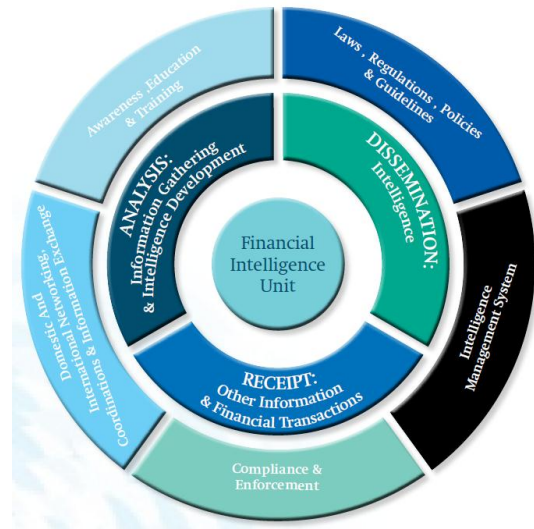 Awareness ,Education
& Training
Laws , Regulations , Policies
& Guidelines
ANALYSIS:
Information Gathering
& Intelligence Development
DISSEMINATION:
Intelligence
Financial
Intelligence
Unit
Domestic And
International Networking,
Coordinations & Information Exchange
Intelligence
Management System
RECEIPT:
Other Information
& Financial Transactions
Compliance &
Enforcement